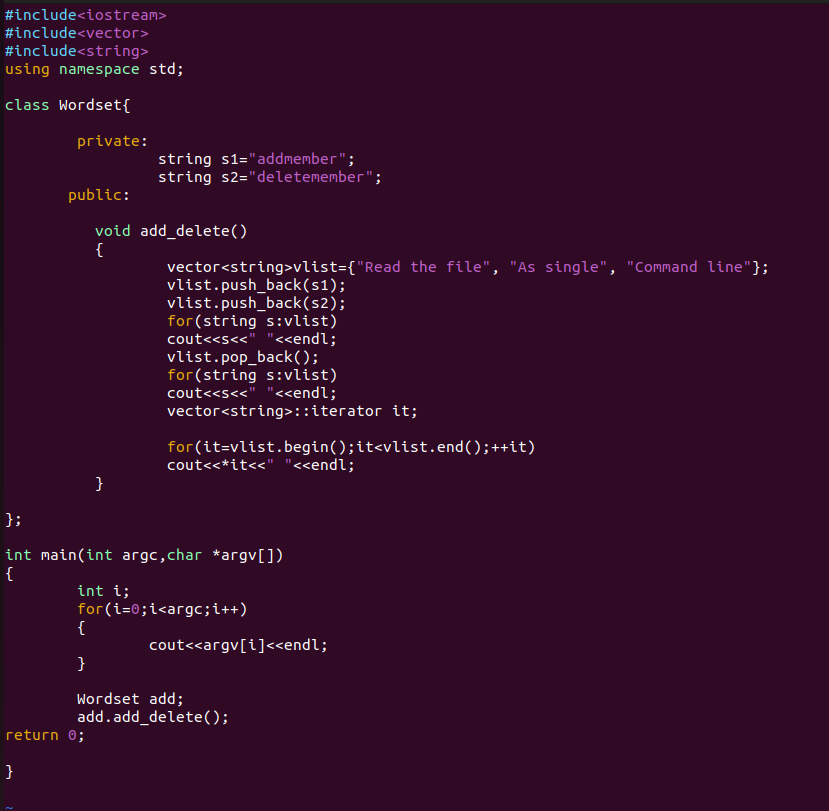 #include<iostream>
#include<vector>
#include<string>
using namespace std;
class Wordset{
private:
string s1="addmember";
string s2="deletemember";
public:
void add_delete()
{
vector<string>vlist={"Read the file", "As single", "Command line"};
vlist.push_back(s1);
vlist.push_back(s2);
for(string s:vlist)
cout<<s<<" "<<endl;
vlist.pop_back();
for(string s:vlist)
cout<<s<<" "<<endl;
vector<string>::iterator it;
for(it=vlist.begin();it<vlist.end();++it)
cout<<*it<<" "<<endl;
}
};
int main(int argc,char *argv[])
{
int i;
for(i=0;i<argc;i++)
{
cout<<argv[i]<<endl;
}
Wordset add;
add.add_delete();
return 0;
}
~